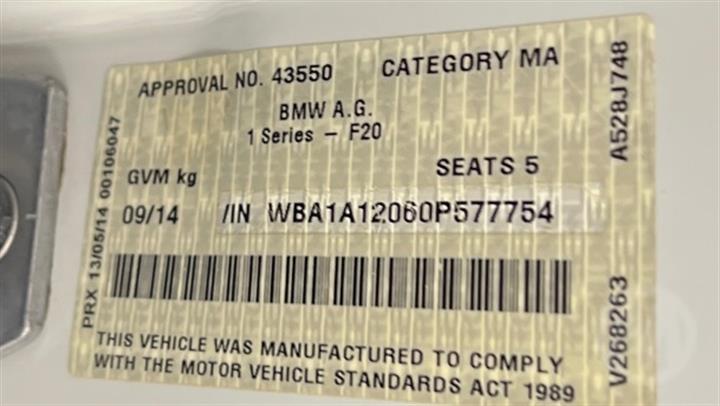 APPROVAL NO. 43550 CATEGORY MA
BMW A.G.
1 Series - F20
GVM kg SEATS 5
09/14 /IN WBA1A12060P577754
THIS VEHICLE WAS MANUFACTURED TO COMPLY
WITH THE MOTOR VEHICLE STANDARDS ACT 1989
PRX 13/05/14 00106047
A528J748
V268263